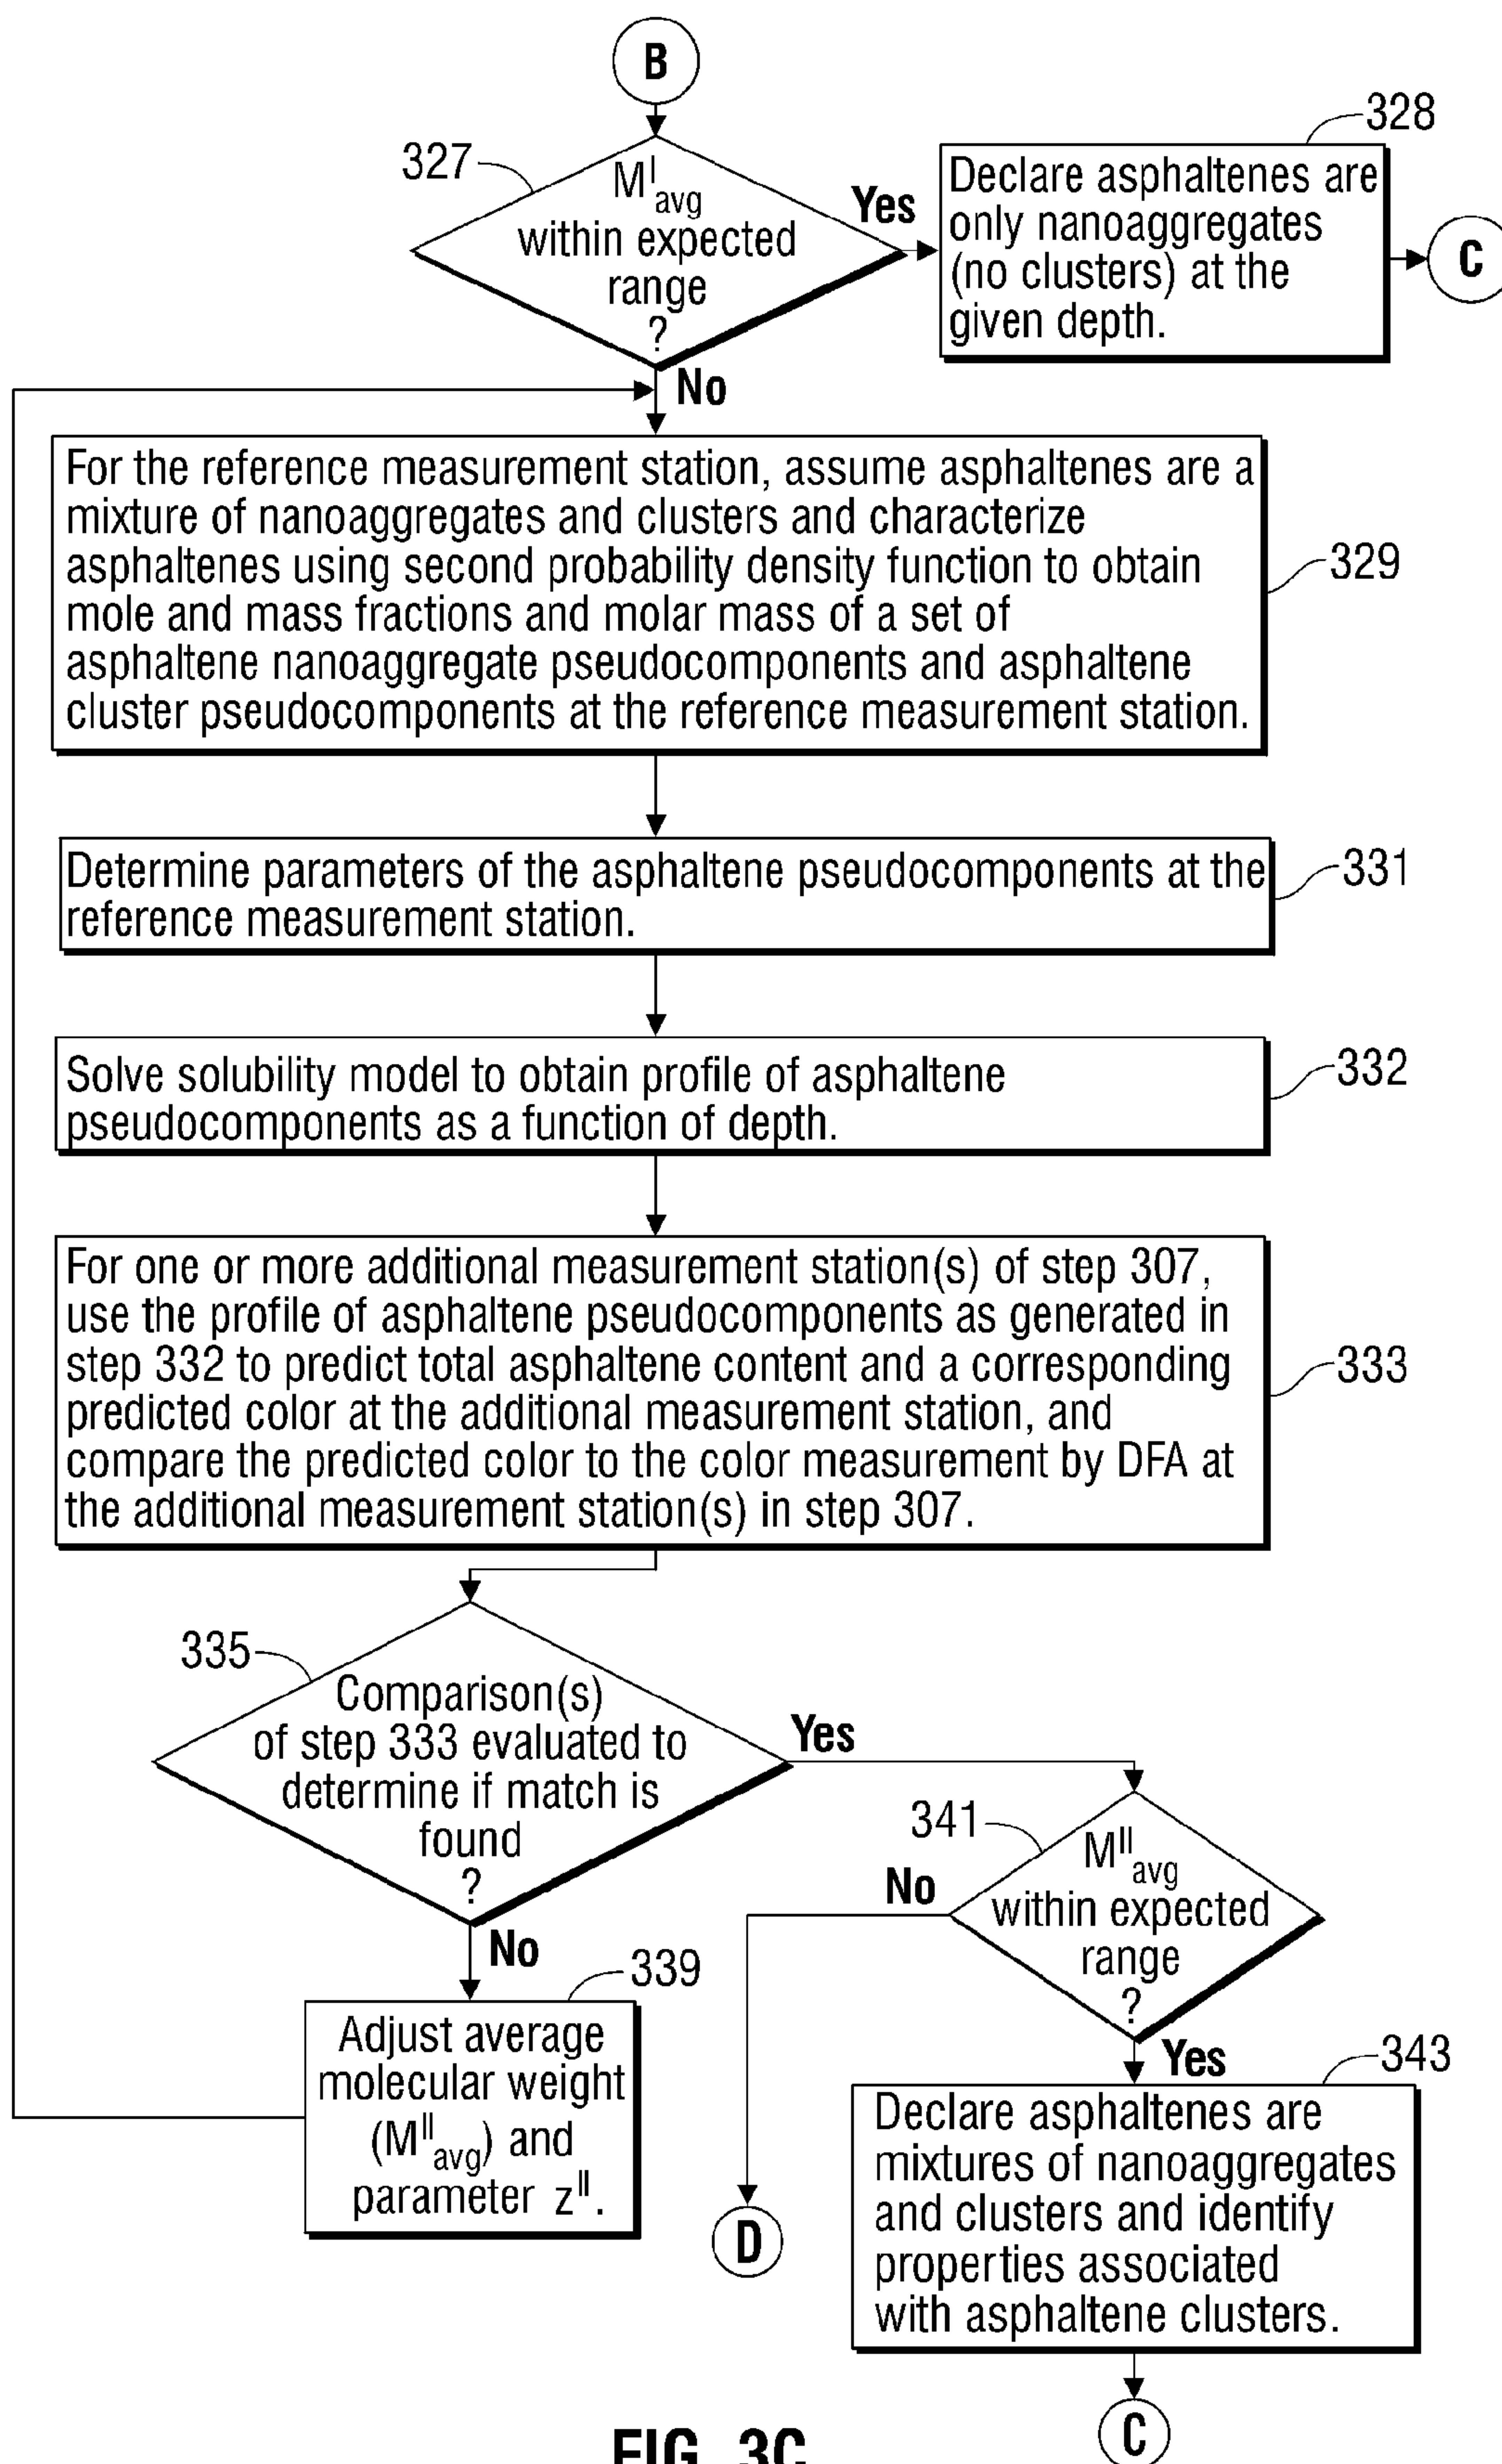 B
327
M^I_avg
within expected
range
?
Yes
328
Declare asphaltenes are
only nanoaggregates
(no clusters) at the
given depth.
C
No
For the reference measurement station, assume asphaltenes are a
mixture of nanoaggregates and clusters and characterize
asphaltenes using second probability density function to obtain
mole and mass fractions and molar mass of a set of
asphaltene nanoaggregate pseudocomponents and asphaltene
cluster pseudocomponents at the reference measurement station.
329
Determine parameters of the asphaltene pseudocomponents at the
reference measurement station.
331
Solve solubility model to obtain profile of asphaltene
pseudocomponents as a function of depth.
332
For one or more additional measurement station(s) of step 307,
use the profile of asphaltene pseudocomponents as generated in
step 332 to predict total asphaltene content and a corresponding
predicted color at the additional measurement station, and
compare the predicted color to the color measurement by DFA at
the additional measurement station(s) in step 307.
333
335
Comparison(s)
of step 333 evaluated to
determine if match is
found
?
Yes
No
339
Adjust average
molecular weight
(M^II_avg) and
parameter z^II.
341
M^II_avg
within expected
range
?
No
D
Yes
343
Declare asphaltenes are
mixtures of nanoaggregates
and clusters and identify
properties associated
with asphaltene clusters.
C
FIG. 3C